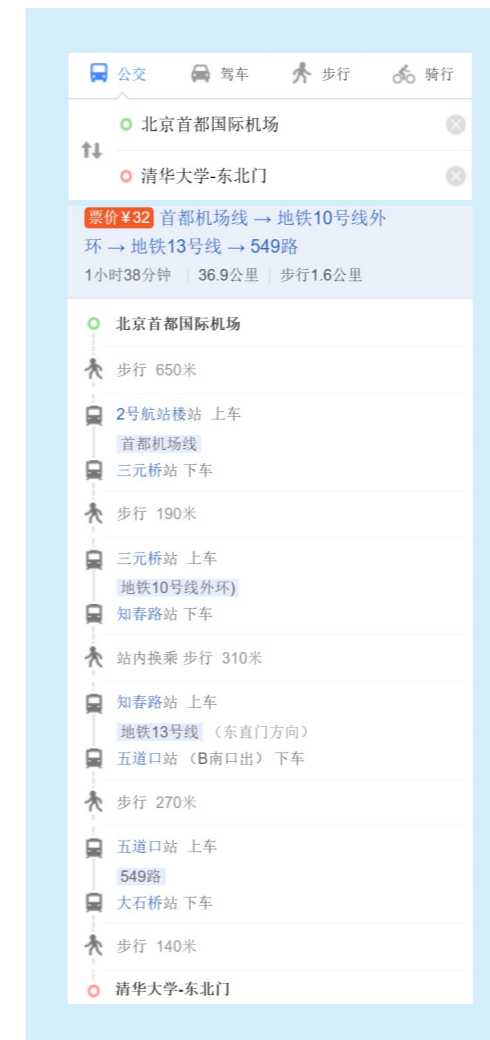 公交 驾车 步行 骑行
北京首都国际机场
清华大学-东北门
票价¥32 首都机场线 → 地铁10号线外
环 → 地铁13号线 → 549路
1小时38分钟 | 36.9公里 | 步行1.6公里
北京首都国际机场
步行 650米
2号航站楼站 上车
首都机场线
三元桥站 下车
步行 190米
三元桥站 上车
地铁10号线外环)
知春路站 下车
站内换乘 步行 310米
知春路站 上车
地铁13号线 （东直门方向）
五道口站 （B南口出） 下车
步行 270米
五道口站 上车
549路
大石桥站 下车
步行 140米
清华大学-东北门